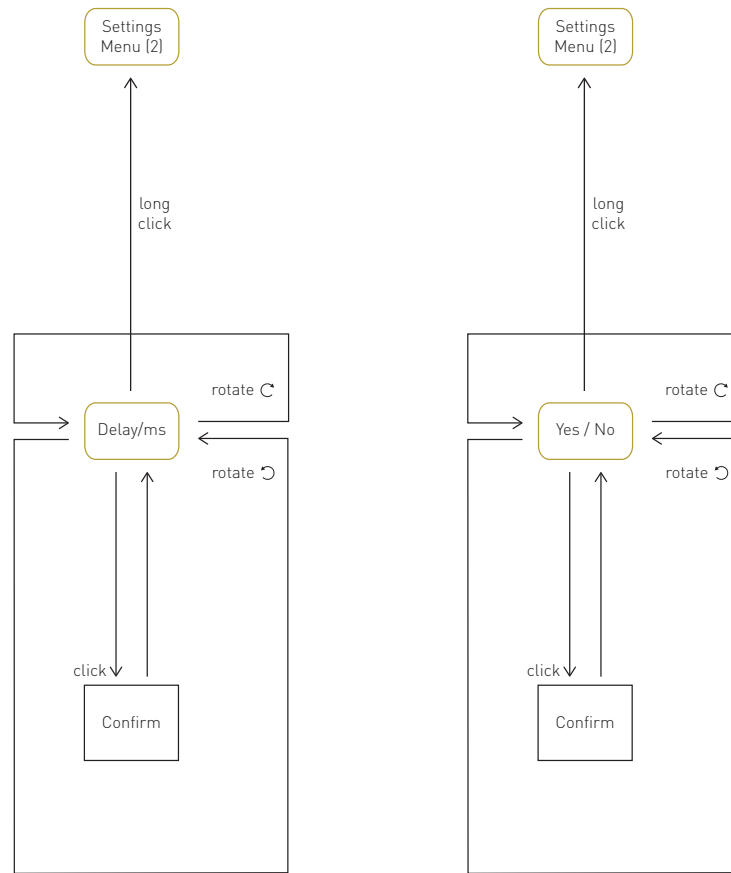 Settings
Menu (2)
long
click
rotate
Delay/ms
rotate
click
Confirm
Settings
Menu (2)
long
click
rotate
Yes / No
rotate
click
Confirm